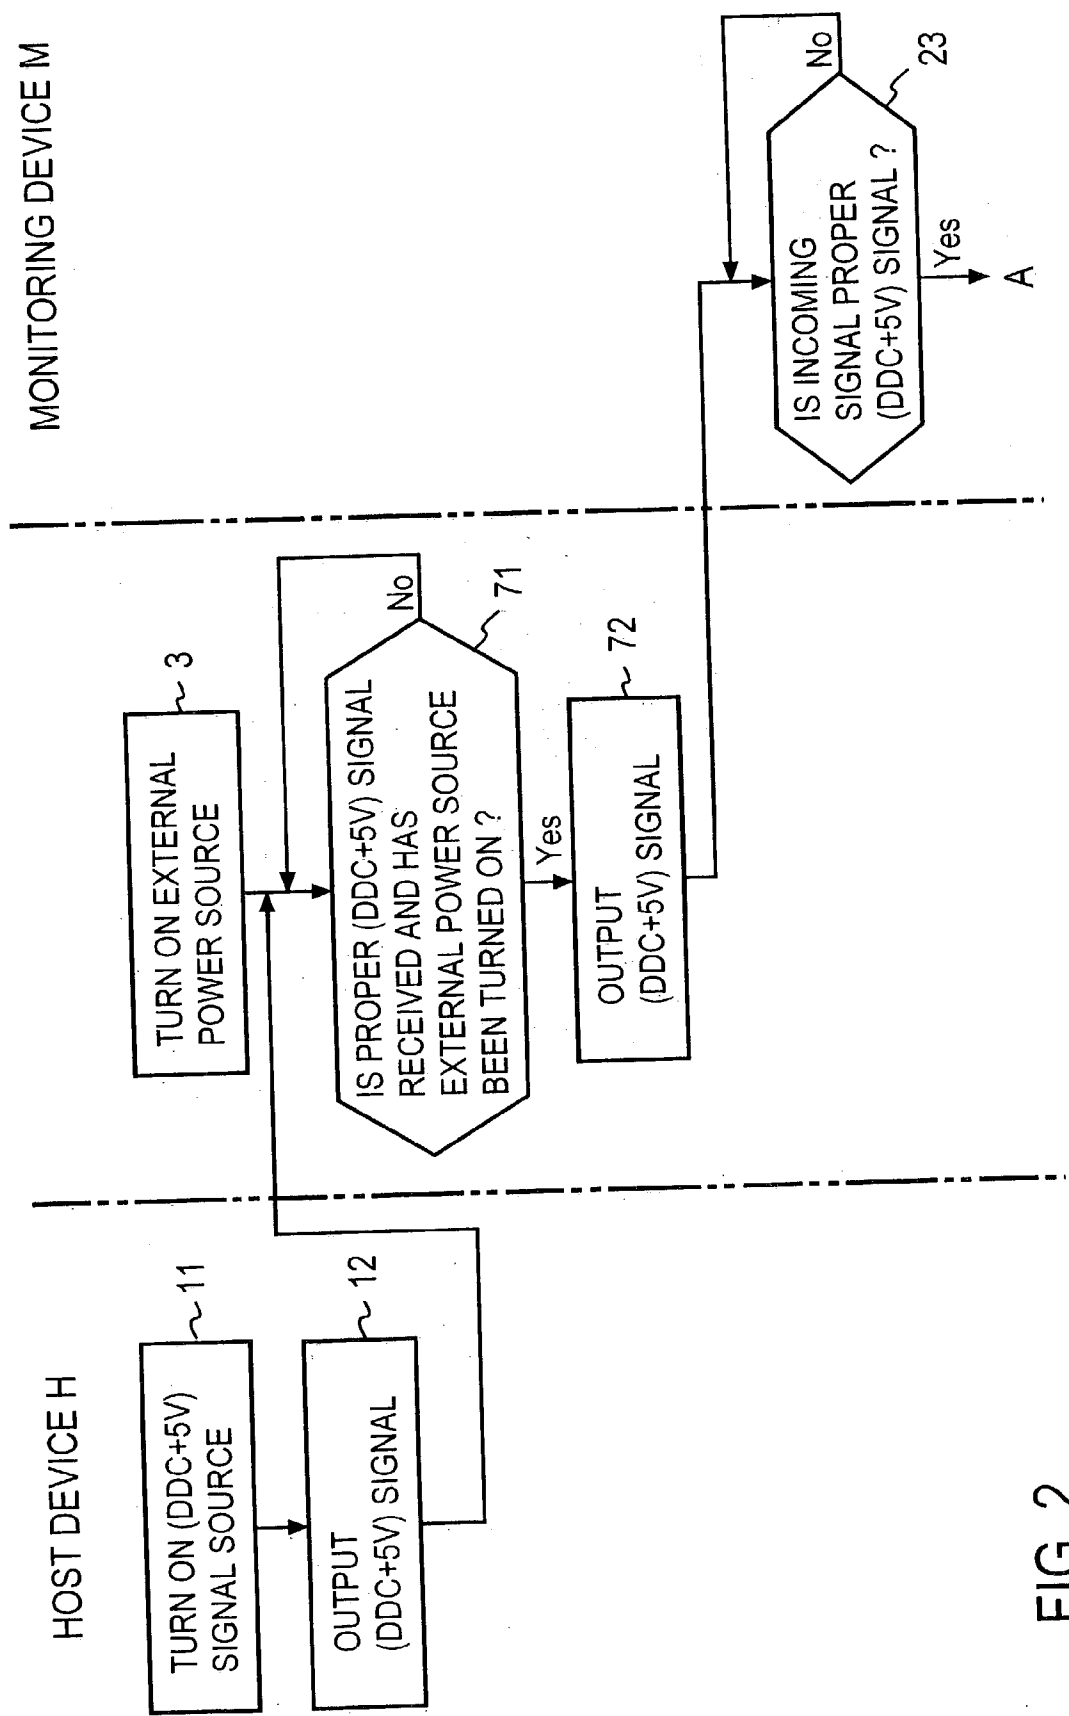 HOST DEVICE H
MONITORING DEVICE M
TURN ON (DDC+5V)
SIGNAL SOURCE
11
OUTPUT
(DDC+5V) SIGNAL
12
TURN ON EXTERNAL
POWER SOURCE
3
IS PROPER (DDC+5V) SIGNAL
RECEIVED AND HAS
EXTERNAL POWER SOURCE
BEEN TURNED ON ?
No
71
Yes
OUTPUT
(DDC+5V) SIGNAL
72
IS INCOMING
SIGNAL PROPER
(DDC+5V) SIGNAL ?
No
23
Yes
A
FIG. 2